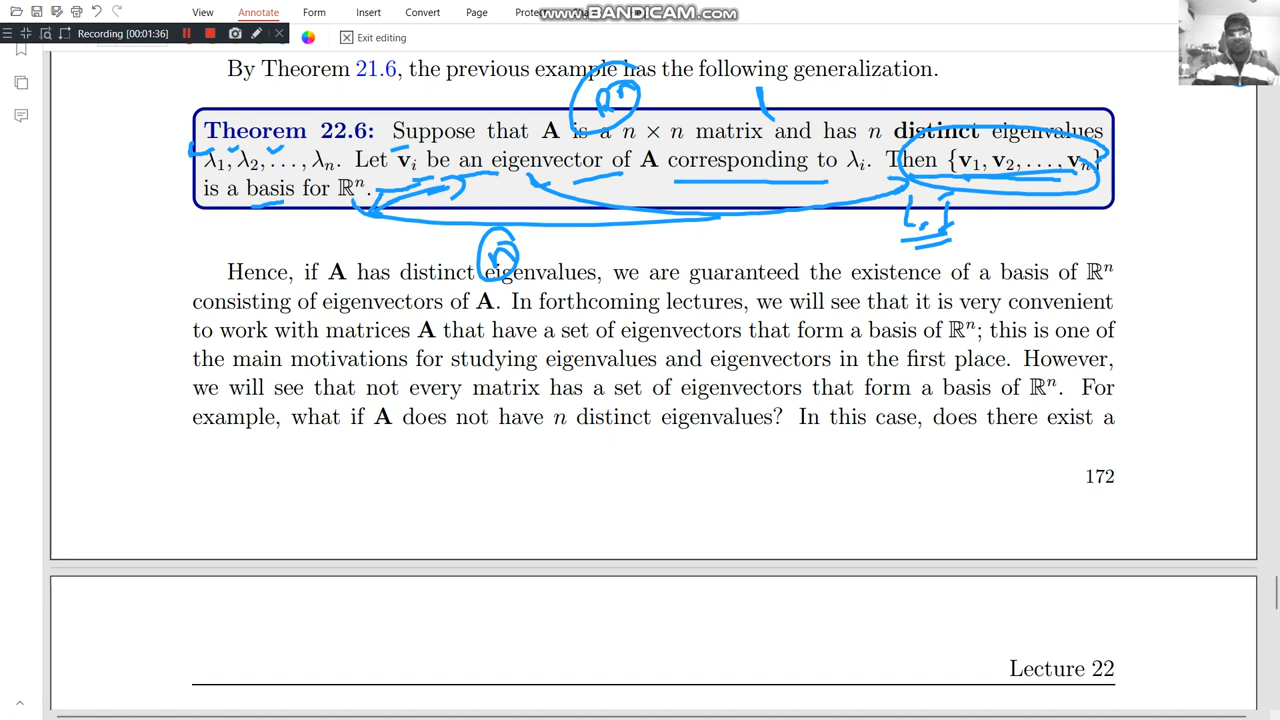 www.BANDICAM.com
View Annotate Form Insert Convert Page
Recording [00:01:36] Exit editing
By Theorem 21.6, the previous example has the following generalization.
ℝⁿ
Theorem 22.6: Suppose that A is a n × n matrix and has n distinct eigenvalues
λ₁, λ₂, . . . , λₙ. Let vᵢ be an eigenvector of A corresponding to λᵢ. Then {v₁, v₂, . . . , vₙ}
is a basis for ℝⁿ.
L.I
n
Hence, if A has distinct eigenvalues, we are guaranteed the existence of a basis of ℝⁿ
consisting of eigenvectors of A. In forthcoming lectures, we will see that it is very convenient
to work with matrices A that have a set of eigenvectors that form a basis of ℝⁿ; this is one of
the main motivations for studying eigenvalues and eigenvectors in the first place. However,
we will see that not every matrix has a set of eigenvectors that form a basis of ℝⁿ. For
example, what if A does not have n distinct eigenvalues? In this case, does there exist a
172
Lecture 22